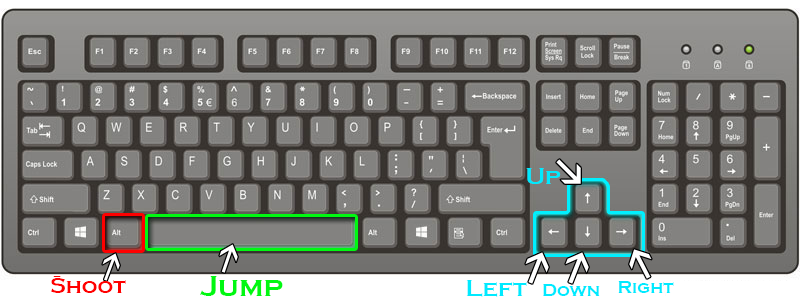 Esc F1 F2 F3 F4 F5 F6 F7 F8 F9 F10 F11 F12 Print Screen Sys Rq Scroll Lock Pause Break
~ ! 1 @ 2 # 3 $ 4 % 5 € ^ 6 & 7 * 8 ( 9 ) 0 — - + = ←Backspace Insert Home Page Up Num Lock / * −
Tab Q W E R T Y U I O P { [ } ] Enter Delete End Page Down 7 Home 8 ↑ 9 PgUp +
Caps Lock A S D F G H J K L : ; " ' | \ 4 ← 5 6 →
Up
⇧Shift Z X C V B N M < , > . ? / ⇧Shift ↑ 1 End 2 ↓ 3 PgDn Enter
Ctrl Alt Alt Ctrl ← ↓ → 0 Ins • Del
Shoot Jump Left Down Right